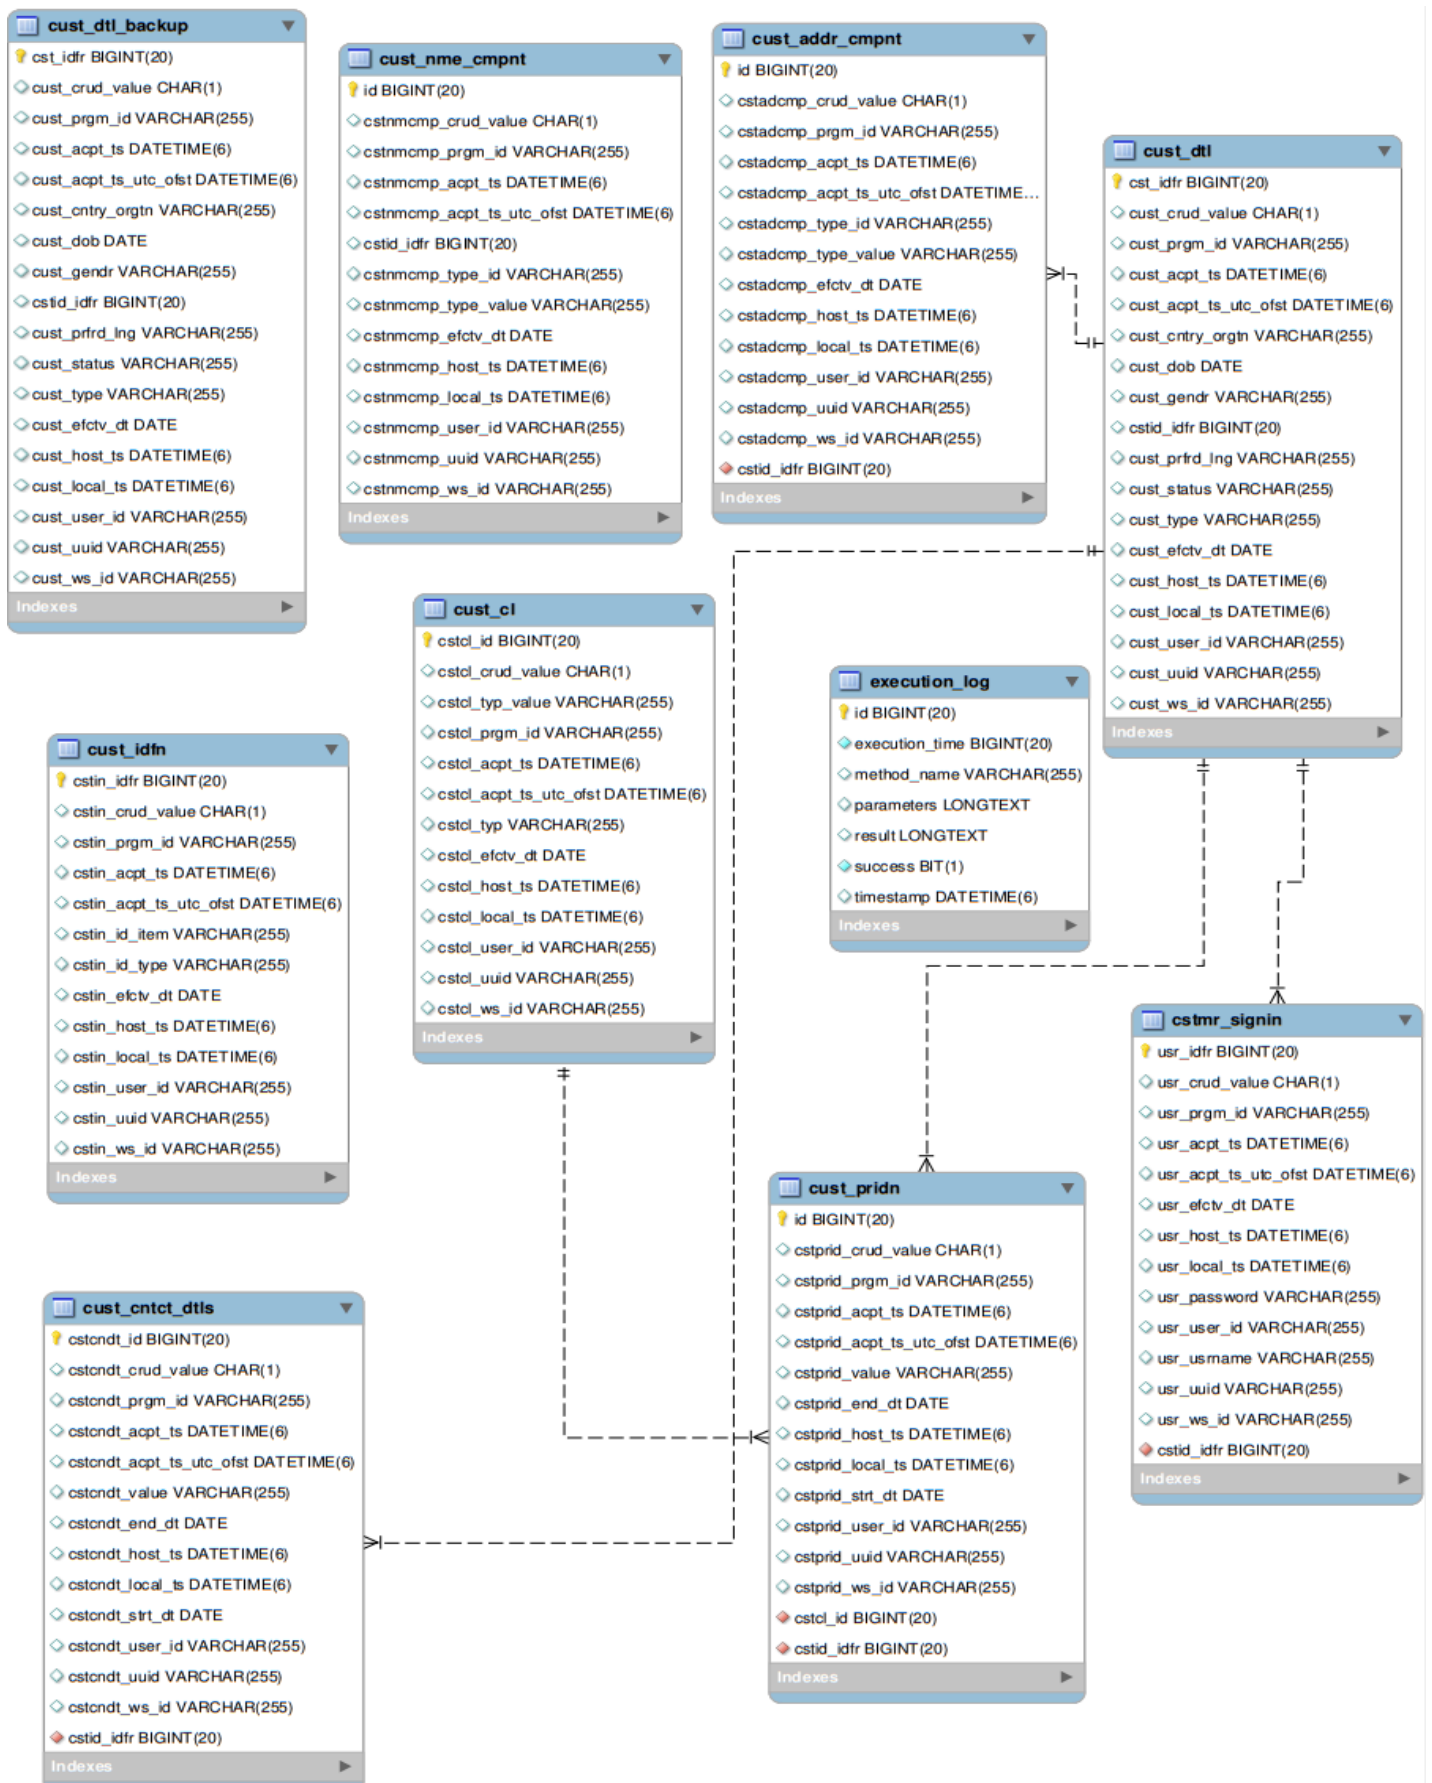 cust_dtl_backup
cst_idfr BIGINT(20)
cust_crud_value CHAR(1)
cust_prgm_id VARCHAR(255)
cust_acpt_ts DATETIME(6)
cust_acpt_ts_utc_ofst DATETIME(6)
cust_cntry_orgtn VARCHAR(255)
cust_dob DATE
cust_gendr VARCHAR(255)
cstid_idfr BIGINT(20)
cust_prfrd_lng VARCHAR(255)
cust_status VARCHAR(255)
cust_type VARCHAR(255)
cust_efctv_dt DATE
cust_host_ts DATETIME(6)
cust_local_ts DATETIME(6)
cust_user_id VARCHAR(255)
cust_uuid VARCHAR(255)
cust_ws_id VARCHAR(255)
Indexes
cust_nme_cmpnt
id BIGINT(20)
cstnmcmp_crud_value CHAR(1)
cstnmcmp_prgm_id VARCHAR(255)
cstnmcmp_acpt_ts DATETIME(6)
cstnmcmp_acpt_ts_utc_ofst DATETIME(6)
cstid_idfr BIGINT(20)
cstnmcmp_type_id VARCHAR(255)
cstnmcmp_type_value VARCHAR(255)
cstnmcmp_efctv_dt DATE
cstnmcmp_host_ts DATETIME(6)
cstnmcmp_local_ts DATETIME(6)
cstnmcmp_user_id VARCHAR(255)
cstnmcmp_uuid VARCHAR(255)
cstnmcmp_ws_id VARCHAR(255)
Indexes
cust_addr_cmpnt
id BIGINT(20)
cstadcmp_crud_value CHAR(1)
cstadcmp_prgm_id VARCHAR(255)
cstadcmp_acpt_ts DATETIME(6)
cstadcmp_acpt_ts_utc_ofst DATETIME...
cstadcmp_type_id VARCHAR(255)
cstadcmp_type_value VARCHAR(255)
cstadcmp_efctv_dt DATE
cstadcmp_host_ts DATETIME(6)
cstadcmp_local_ts DATETIME(6)
cstadcmp_user_id VARCHAR(255)
cstadcmp_uuid VARCHAR(255)
cstadcmp_ws_id VARCHAR(255)
cstid_idfr BIGINT(20)
Indexes
cust_dtl
cst_idfr BIGINT(20)
cust_crud_value CHAR(1)
cust_prgm_id VARCHAR(255)
cust_acpt_ts DATETIME(6)
cust_acpt_ts_utc_ofst DATETIME(6)
cust_cntry_orgtn VARCHAR(255)
cust_dob DATE
cust_gendr VARCHAR(255)
cstid_idfr BIGINT(20)
cust_prfrd_lng VARCHAR(255)
cust_status VARCHAR(255)
cust_type VARCHAR(255)
cust_efctv_dt DATE
cust_host_ts DATETIME(6)
cust_local_ts DATETIME(6)
cust_user_id VARCHAR(255)
cust_uuid VARCHAR(255)
cust_ws_id VARCHAR(255)
Indexes
cust_cl
cstcl_id BIGINT(20)
cstcl_crud_value CHAR(1)
cstcl_typ_value VARCHAR(255)
cstcl_prgm_id VARCHAR(255)
cstcl_acpt_ts DATETIME(6)
cstcl_acpt_ts_utc_ofst DATETIME(6)
cstcl_typ VARCHAR(255)
cstcl_efctv_dt DATE
cstcl_host_ts DATETIME(6)
cstcl_local_ts DATETIME(6)
cstcl_user_id VARCHAR(255)
cstcl_uuid VARCHAR(255)
cstcl_ws_id VARCHAR(255)
Indexes
execution_log
id BIGINT(20)
execution_time BIGINT(20)
method_name VARCHAR(255)
parameters LONGTEXT
result LONGTEXT
success BIT(1)
timestamp DATETIME(6)
Indexes
cust_idfn
cstin_idfr BIGINT(20)
cstin_crud_value CHAR(1)
cstin_prgm_id VARCHAR(255)
cstin_acpt_ts DATETIME(6)
cstin_acpt_ts_utc_ofst DATETIME(6)
cstin_id_item VARCHAR(255)
cstin_id_type VARCHAR(255)
cstin_efctv_dt DATE
cstin_host_ts DATETIME(6)
cstin_local_ts DATETIME(6)
cstin_user_id VARCHAR(255)
cstin_uuid VARCHAR(255)
cstin_ws_id VARCHAR(255)
Indexes
cstmr_signin
usr_idfr BIGINT(20)
usr_crud_value CHAR(1)
usr_prgm_id VARCHAR(255)
usr_acpt_ts DATETIME(6)
usr_acpt_ts_utc_ofst DATETIME(6)
usr_efctv_dt DATE
usr_host_ts DATETIME(6)
usr_local_ts DATETIME(6)
usr_password VARCHAR(255)
usr_user_id VARCHAR(255)
usr_usrname VARCHAR(255)
usr_uuid VARCHAR(255)
usr_ws_id VARCHAR(255)
cstid_idfr BIGINT(20)
Indexes
cust_pridn
id BIGINT(20)
cstprid_crud_value CHAR(1)
cstprid_prgm_id VARCHAR(255)
cstprid_acpt_ts DATETIME(6)
cstprid_acpt_ts_utc_ofst DATETIME(6)
cstprid_value VARCHAR(255)
cstprid_end_dt DATE
cstprid_host_ts DATETIME(6)
cstprid_local_ts DATETIME(6)
cstprid_strt_dt DATE
cstprid_user_id VARCHAR(255)
cstprid_uuid VARCHAR(255)
cstprid_ws_id VARCHAR(255)
cstcl_id BIGINT(20)
cstid_idfr BIGINT(20)
Indexes
cust_cntct_dtls
cstcndt_id BIGINT(20)
cstcndt_crud_value CHAR(1)
cstcndt_prgm_id VARCHAR(255)
cstcndt_acpt_ts DATETIME(6)
cstcndt_acpt_ts_utc_ofst DATETIME(6)
cstcndt_value VARCHAR(255)
cstcndt_end_dt DATE
cstcndt_host_ts DATETIME(6)
cstcndt_local_ts DATETIME(6)
cstcndt_strt_dt DATE
cstcndt_user_id VARCHAR(255)
cstcndt_uuid VARCHAR(255)
cstcndt_ws_id VARCHAR(255)
cstid_idfr BIGINT(20)
Indexes